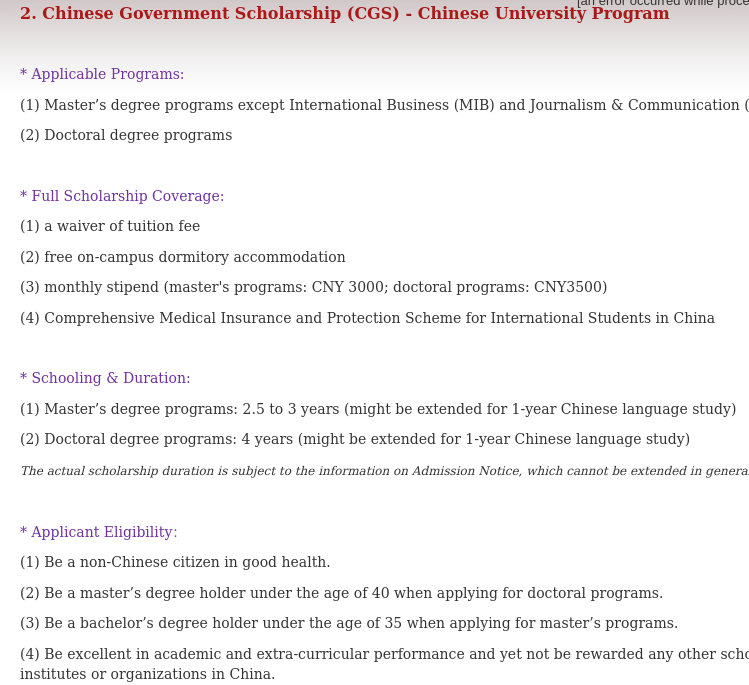 [an error occurred while proce
2. Chinese Government Scholarship (CGS) - Chinese University Program
* Applicable Programs:
(1) Master’s degree programs except International Business (MIB) and Journalism & Communication (
(2) Doctoral degree programs
* Full Scholarship Coverage:
(1) a waiver of tuition fee
(2) free on-campus dormitory accommodation
(3) monthly stipend (master's programs: CNY 3000; doctoral programs: CNY3500)
(4) Comprehensive Medical Insurance and Protection Scheme for International Students in China
* Schooling & Duration:
(1) Master’s degree programs: 2.5 to 3 years (might be extended for 1-year Chinese language study)
(2) Doctoral degree programs: 4 years (might be extended for 1-year Chinese language study)
The actual scholarship duration is subject to the information on Admission Notice, which cannot be extended in genera
* Applicant Eligibility:
(1) Be a non-Chinese citizen in good health.
(2) Be a master’s degree holder under the age of 40 when applying for doctoral programs.
(3) Be a bachelor’s degree holder under the age of 35 when applying for master’s programs.
(4) Be excellent in academic and extra-curricular performance and yet not be rewarded any other scho
institutes or organizations in China.